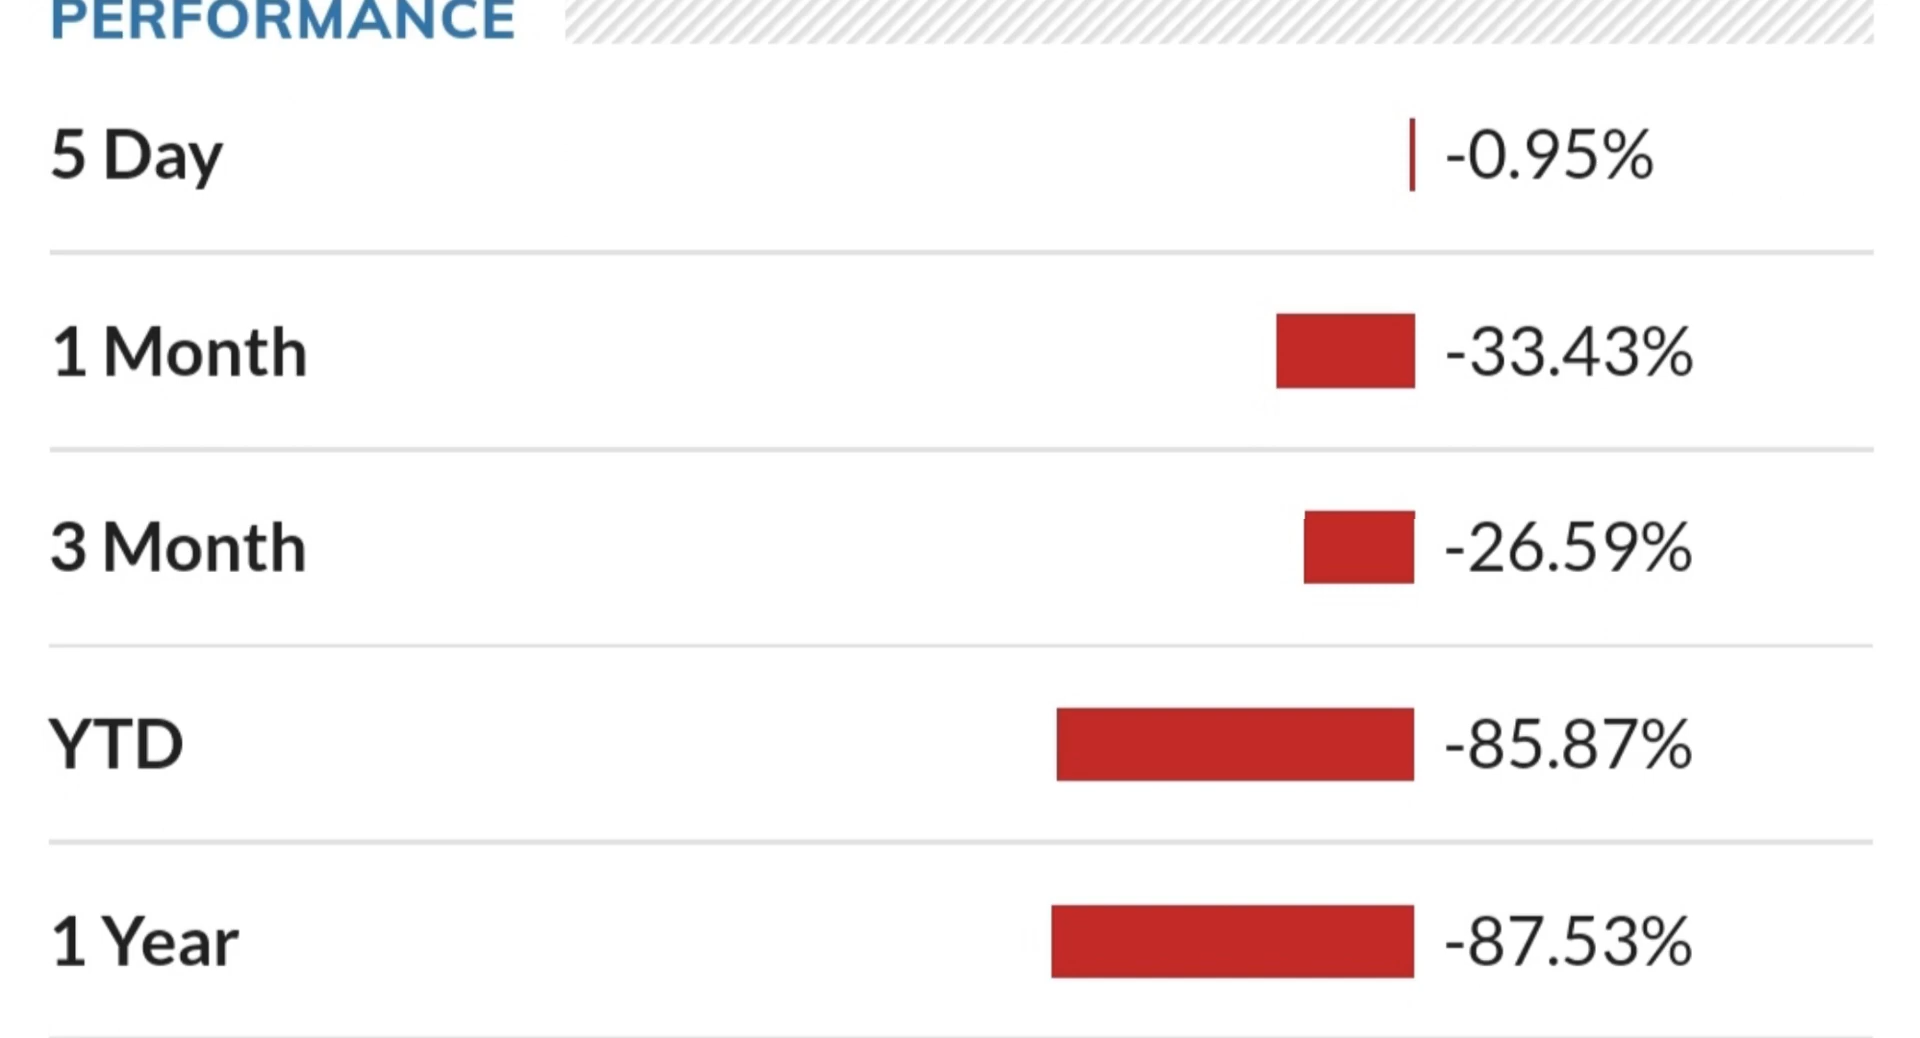 PERFORMANCE
5 Day -0.95%
1 Month -33.43%
3 Month -26.59%
YTD -85.87%
1 Year -87.53%